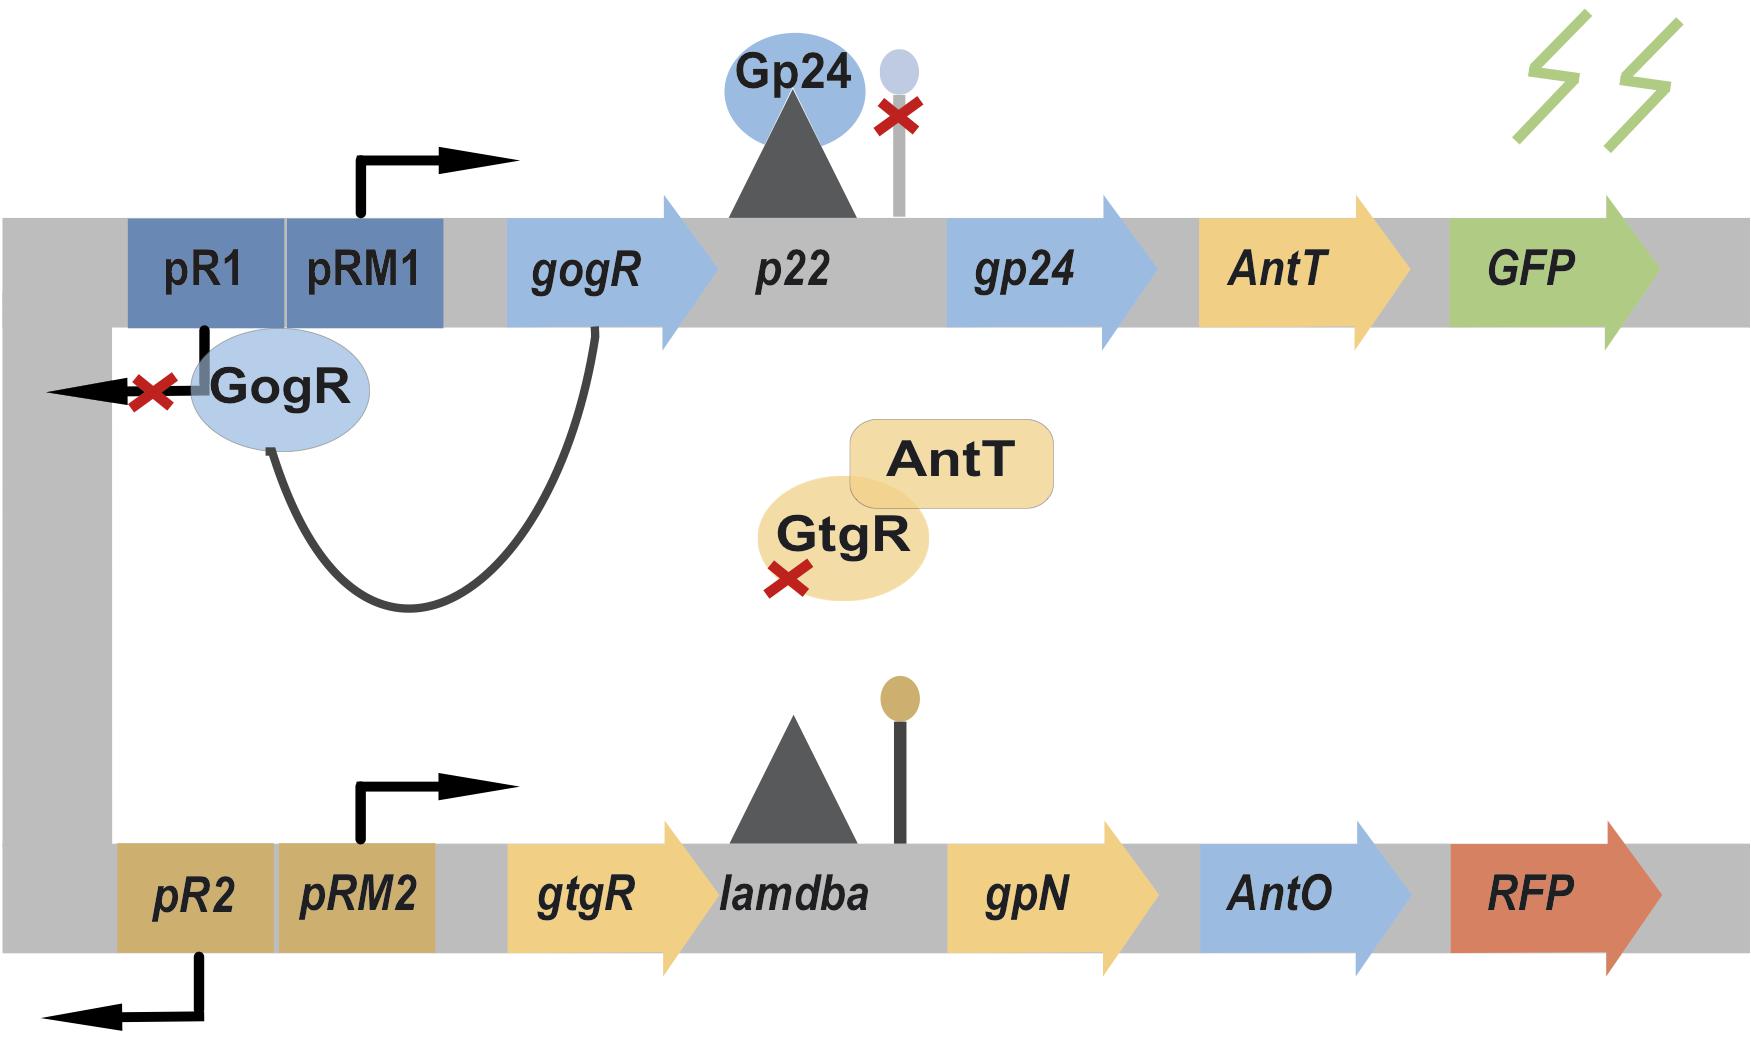 Gp24
pR1 pRM1 gogR p22 gp24 AntT GFP
GogR
AntT
GtgR
pR2 pRM2 gtgR lamdba gpN AntO RFP